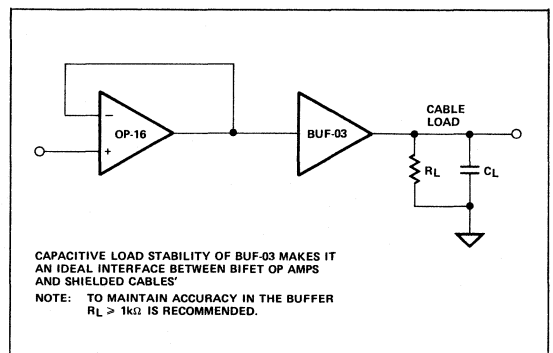 −
OP-16
+
BUF-03
CABLE
LOAD
RL
CL
CAPACITIVE LOAD STABILITY OF BUF-03 MAKES IT
AN IDEAL INTERFACE BETWEEN BIFET OP AMPS
AND SHIELDED CABLES'
NOTE: TO MAINTAIN ACCURACY IN THE BUFFER
RL ⩾ 1kΩ IS RECOMMENDED.